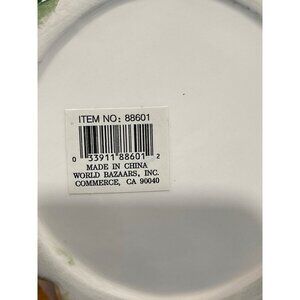 ITEM NO: 88601
0 33911 88601 2
MADE IN CHINA
WORLD BAZAARS, INC.
COMMERCE, CA 90040